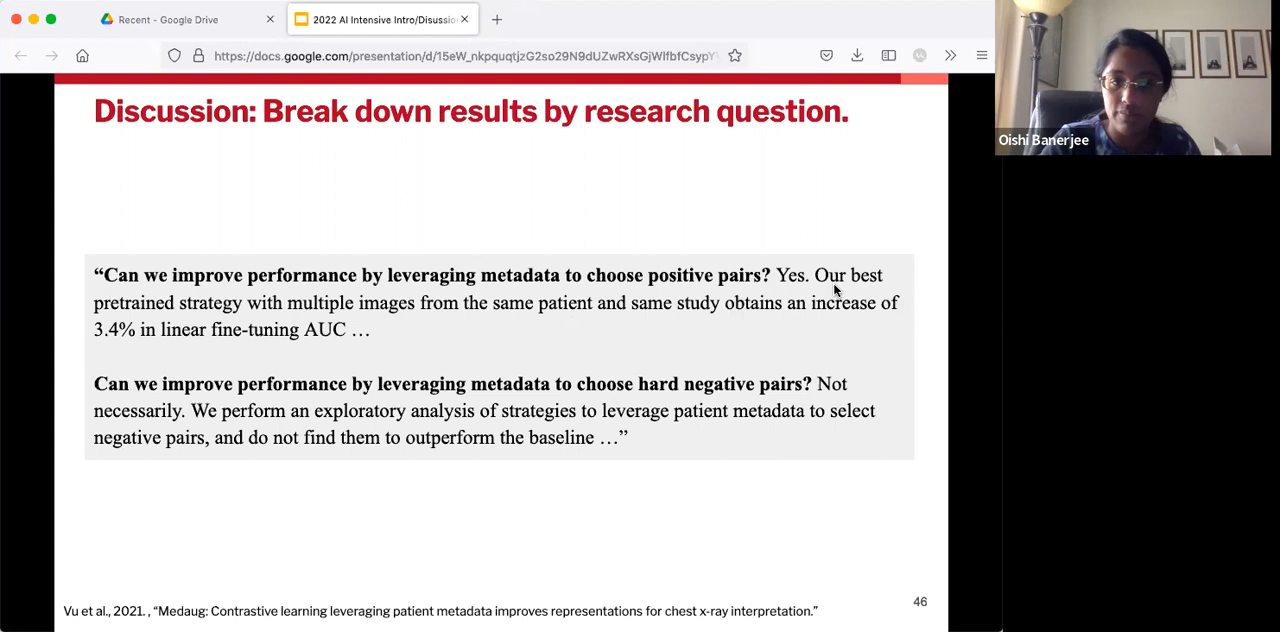 Recent - Google Drive
2022 AI Intensive Intro/Disussio
https://docs.google.com/presentation/d/15eW_nkpquqtjzG2so29N9dUZwRXsGjWlfbfCsypY
Oishi Banerjee
Discussion: Break down results by research question.
“Can we improve performance by leveraging metadata to choose positive pairs? Yes. Our best
pretrained strategy with multiple images from the same patient and same study obtains an increase of
3.4% in linear fine-tuning AUC …
Can we improve performance by leveraging metadata to choose hard negative pairs? Not
necessarily. We perform an exploratory analysis of strategies to leverage patient metadata to select
negative pairs, and do not find them to outperform the baseline …”
46
Vu et al., 2021. , “Medaug: Contrastive learning leveraging patient metadata improves representations for chest x-ray interpretation.”